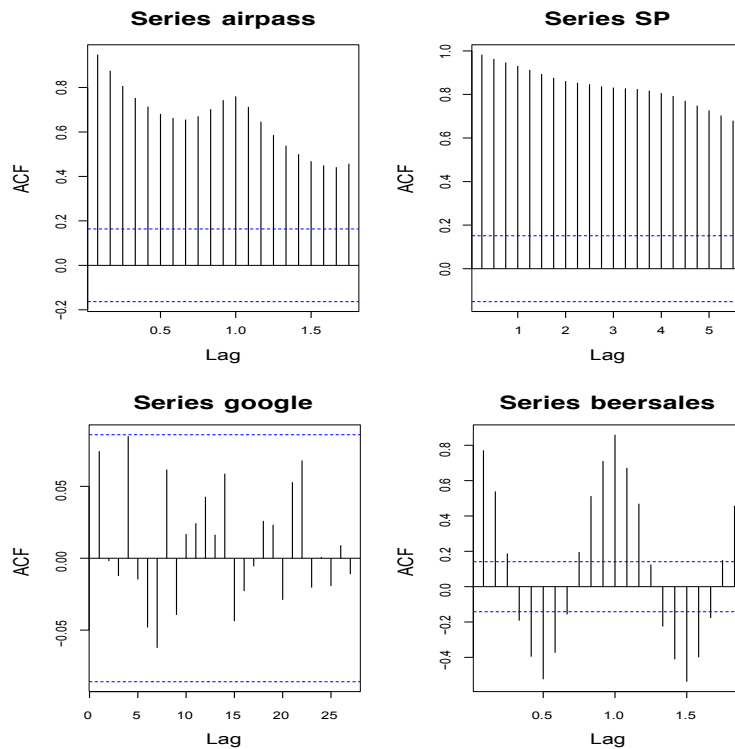 Series airpass
ACF
0.8
0.6
0.4
0.2
0.0
−0.2
0.5 1.0 1.5
Lag
Series SP
ACF
1.0
0.8
0.6
0.4
0.2
0.0
1 2 3 4 5
Lag
Series google
ACF
0.05
0.00
−0.05
0 5 10 15 20 25
Lag
Series beersales
ACF
0.8
0.6
0.4
0.2
0.0
−0.2
−0.4
0.5 1.0 1.5
Lag